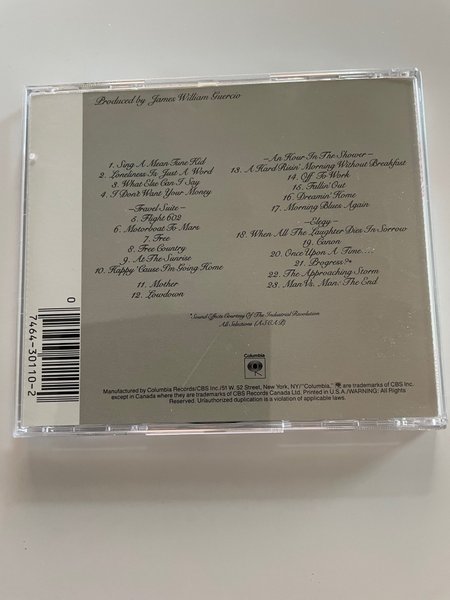 Produced by James William Guercio
1. Sing A Mean Tune Kid
2. Loneliness Is Just A Word
3. What Else Can I Say
4. I Don't Want Your Money
—Travel Suite—
5. Flight 602
6. Motorboat To Mars
7. Free
8. Free Country
9. At The Sunrise
10. Happy 'Cause I'm Going Home
11. Mother
12. Lowdown
—An Hour In The Shower—
13. A Hard Risin' Morning Without Breakfast
14. Off To Work
15. Fallin' Out
16. Dreamin' Home
17. Morning Blues Again
—Elegy—
18. When All The Laughter Dies In Sorrow
19. Canon
20. Once Upon A Time....
21. Progress?*
22. The Approaching Storm
23. Man Vs. Man: The End
*Sound Effects Courtesy Of The Industrial Revolution
All Selections (ASCAP)
Columbia
Manufactured by Columbia Records/CBS Inc./51 W. 52 Street, New York, NY/"Columbia," are trademarks of CBS Inc.
except in Canada where they are trademarks of CBS Records Canada Ltd. Printed in U.S.A./WARNING: All Rights
Reserved. Unauthorized duplication is a violation of applicable laws.
0
7464-30110-2